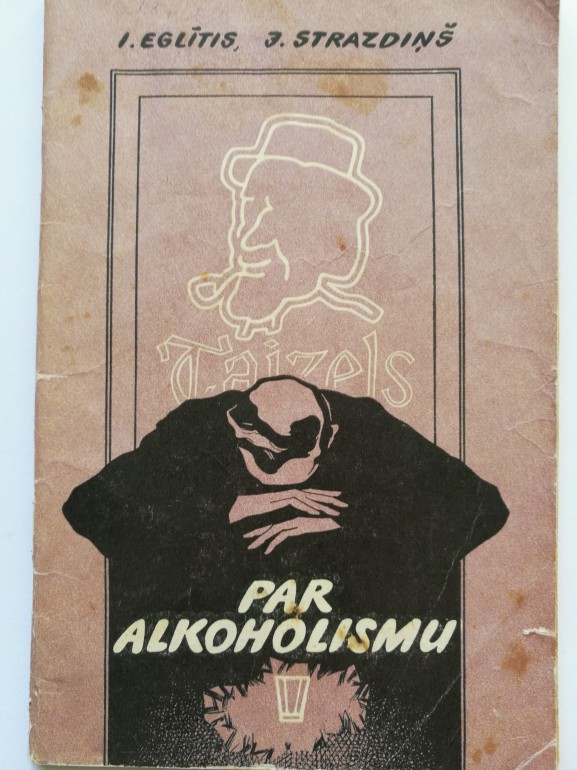 I. EGLĪTIS, J. STRAZDIŅŠ
Taizels
PAR
ALKOHOLISMU